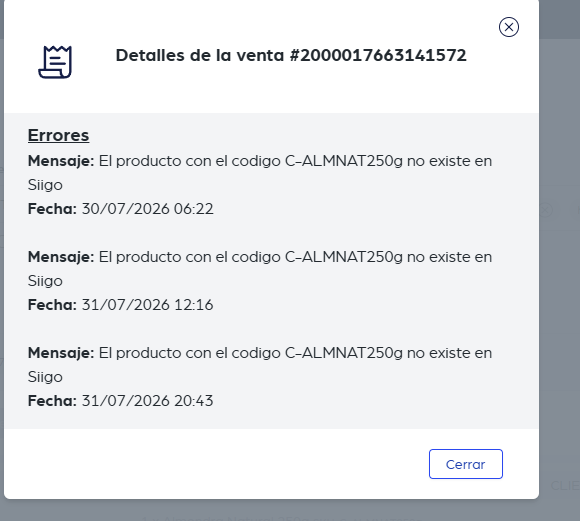 Detalles de la venta #2000017663141572
Errores
Mensaje: El producto con el codigo C-ALMNAT250g no existe en
Siigo
Fecha: 30/07/2026 06:22
Mensaje: El producto con el codigo C-ALMNAT250g no existe en
Siigo
Fecha: 31/07/2026 12:16
Mensaje: El producto con el codigo C-ALMNAT250g no existe en
Siigo
Fecha: 31/07/2026 20:43
Cerrar